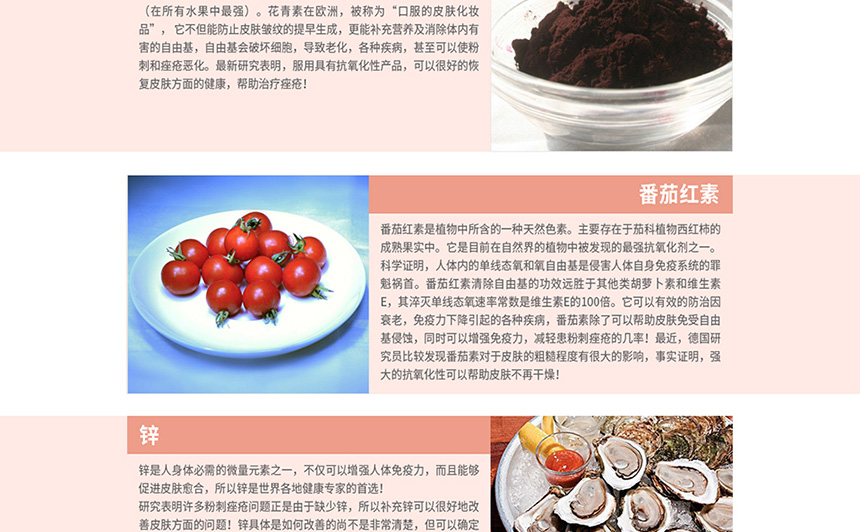 （在所有水果中最强）。花青素在欧洲，被称为“口服的皮肤化妆
品”， 它不但能防止皮肤皱纹的提早生成，更能补充营养及消除体内有
害的自由基，自由基会破坏细胞，导致老化，各种疾病，甚至可以使粉
刺和痤疮恶化。最新研究表明，服用具有抗氧化性产品，可以很好的恢
复皮肤方面的健康，帮助治疗痤疮！
番茄红素
番茄红素是植物中所含的一种天然色素。主要存在于茄科植物西红柿的
成熟果实中。它是目前在自然界的植物中被发现的最强抗氧化剂之一。
科学证明，人体内的单线态氧和氧自由基是侵害人体自身免疫系统的罪
魁祸首。番茄红素清除自由基的功效远胜于其他类胡萝卜素和维生素
E，其淬灭单线态氧速率常数是维生素E的100倍。它可以有效的防治因
衰老，免疫力下降引起的各种疾病，番茄素除了可以帮助皮肤免受自由
基侵蚀，同时可以增强免疫力，减轻患粉刺痤疮的几率！最近，德国研
究员比较发现番茄素对于皮肤的粗糙程度有很大的影响，事实证明，强
大的抗氧化性可以帮助皮肤不再干燥！
锌
锌是人身体必需的微量元素之一，不仅可以增强人体免疫力，而且能够
促进皮肤愈合，所以锌是世界各地健康专家的首选！
研究表明许多粉刺痤疮问题正是由于缺少锌，所以补充锌可以很好地改
善皮肤方面的问题！锌具体是如何改善的尚不是非常清楚，但可以确定